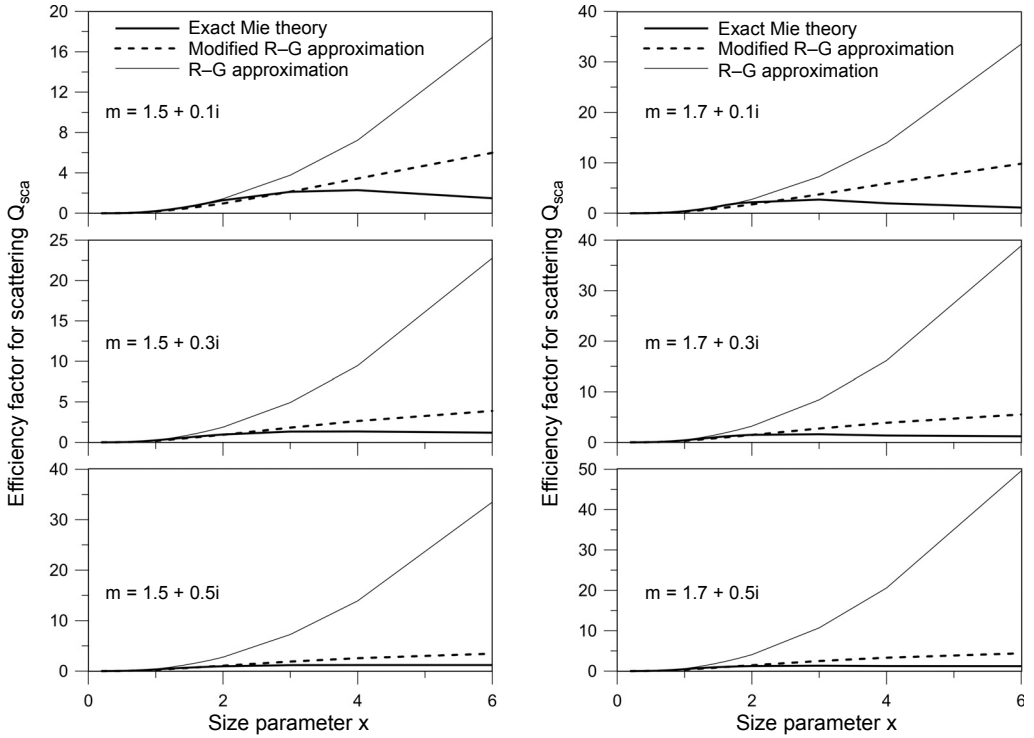 Efficiency factor for scattering Qsca
20
16
12
8
4
0
Exact Mie theory
Modified R–G approximation
R–G approximation
m = 1.5 + 0.1i
25
20
15
10
5
0
m = 1.5 + 0.3i
40
30
20
10
0
m = 1.5 + 0.5i
0 2 4 6
Size parameter x
Efficiency factor for scattering Qsca
40
30
20
10
0
Exact Mie theory
Modified R–G approximation
R–G approximation
m = 1.7 + 0.1i
40
30
20
10
0
m = 1.7 + 0.3i
50
40
30
20
10
0
m = 1.7 + 0.5i
0 2 4 6
Size parameter x